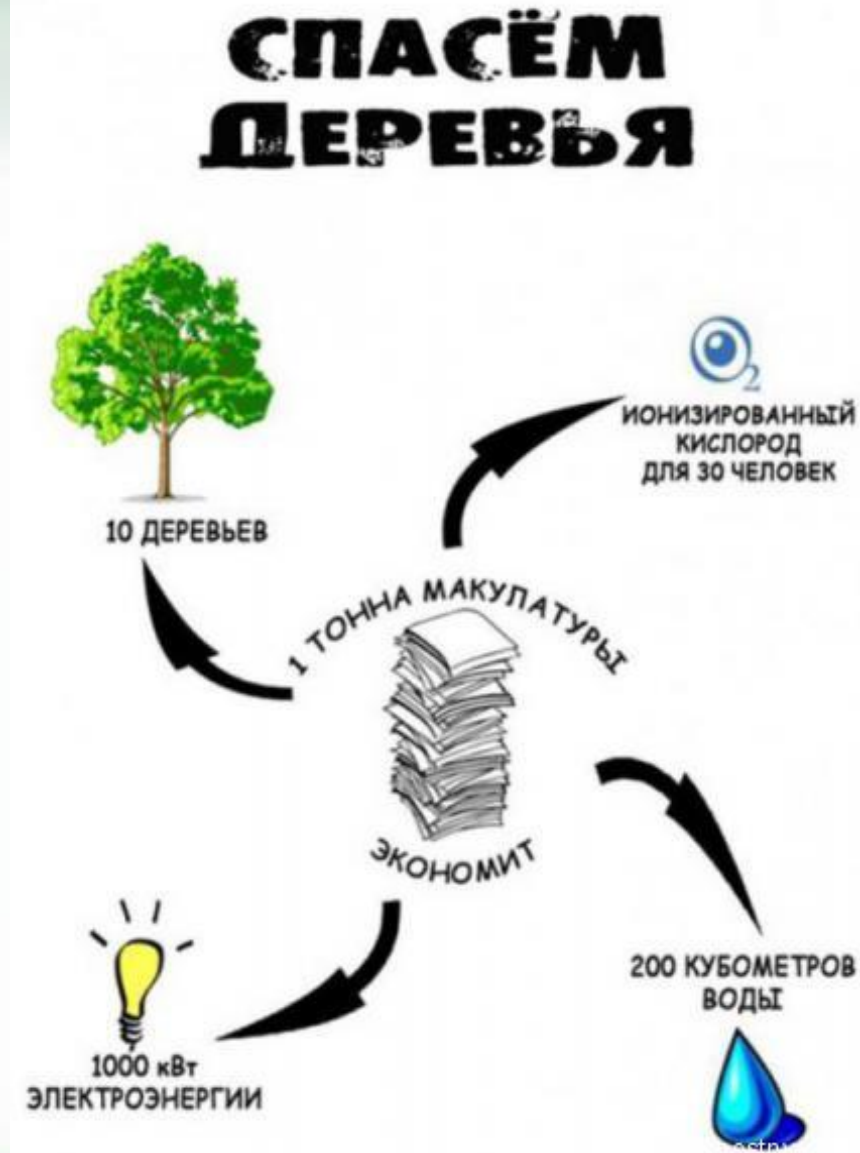 СПАСЁМ
ДЕРЕВЬЯ
O2
ИОНИЗИРОВАННЫЙ
КИСЛОРОД
ДЛЯ 30 ЧЕЛОВЕК
10 ДЕРЕВЬЕВ
1 ТОННА МАКУЛАТУРЫ
ЭКОНОМИТ
200 КУБОМЕТРОВ
ВОДЫ
1000 кВт
ЭЛЕКТРОЭНЕРГИИ